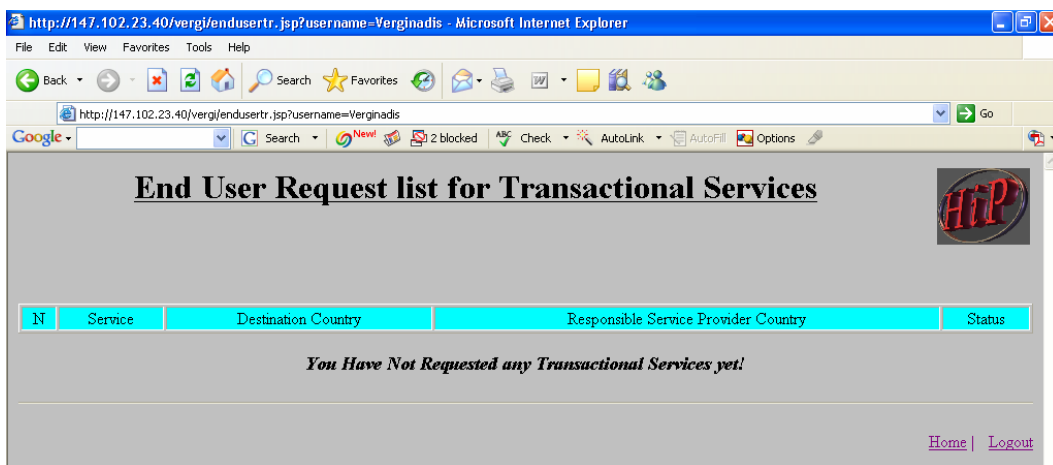 http://147.102.23.40/vergi/endusertr.jsp?username=Verginadis - Microsoft Internet Explorer
File Edit View Favorites Tools Help
Back Search Favorites
http://147.102.23.40/vergi/endusertr.jsp?username=Verginadis Go
Google Search New! 2 blocked ABC Check AutoLink AutoFill Options
End User Request list for Transactional Services
HiP
N Service Destination Country Responsible Service Provider Country Status
You Have Not Requested any Transactional Services yet!
Home | Logout